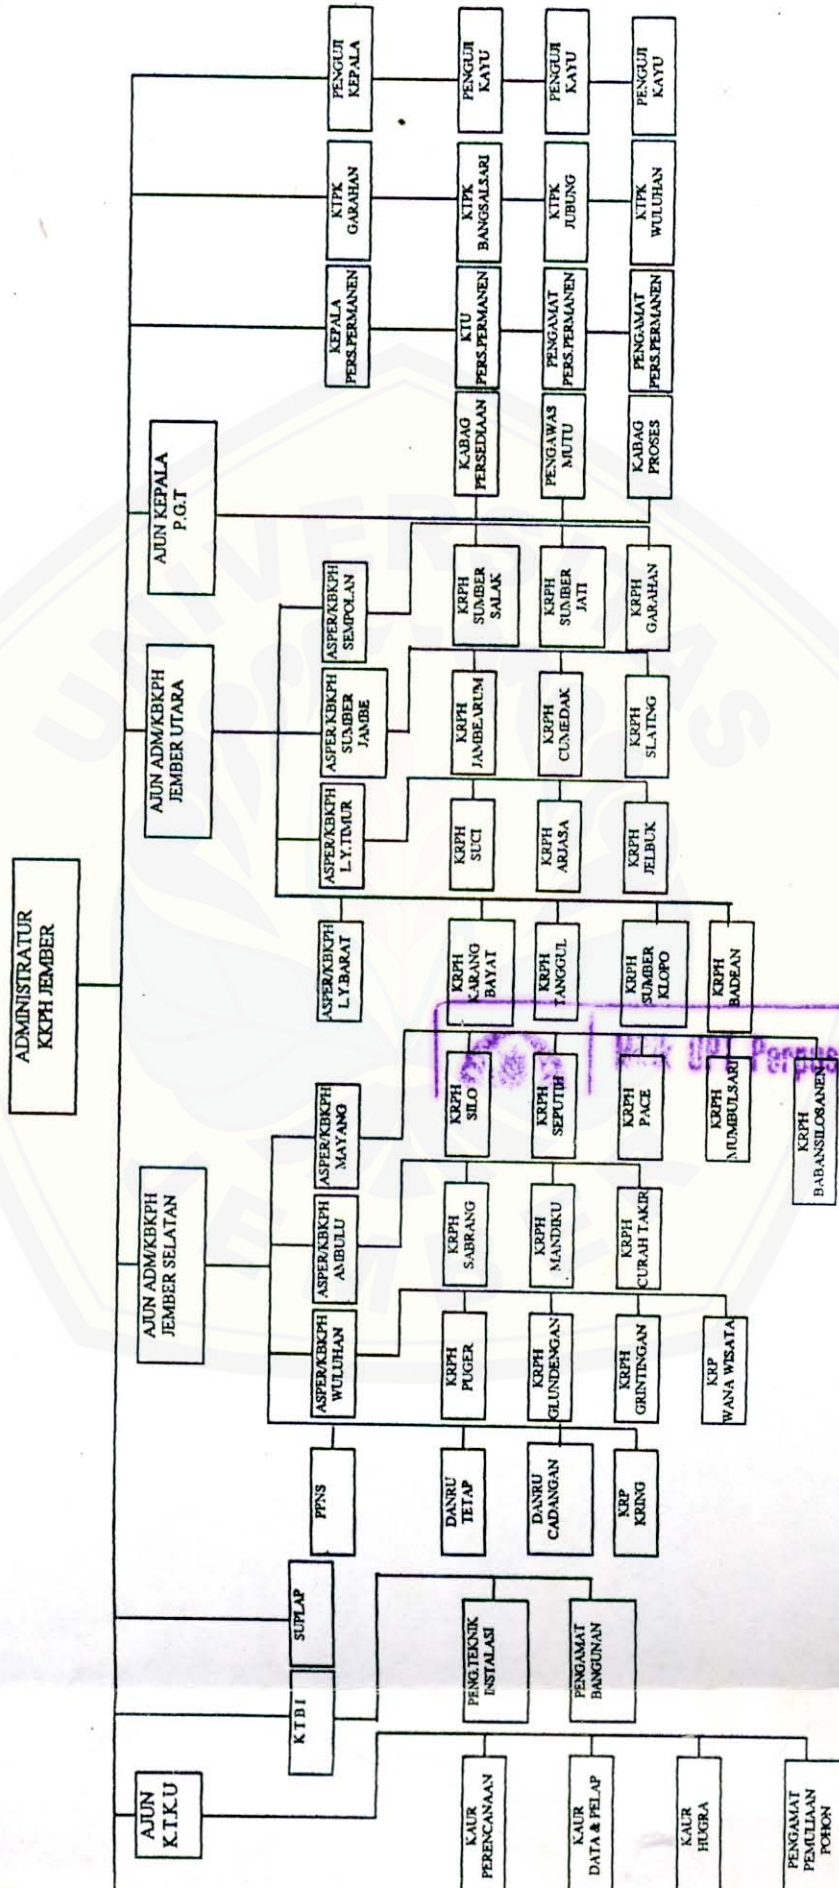 ADMINISTRATUR
KKPH JEMBER
AJUN
K.T.K.U
KTBI
SUPLAP
AJUN ADM/KBKPH
JEMBER SELATAN
AJUN ADM/KBKPH
JEMBER UTARA
AJUN KEPALA
P.G.T
PPNS
ASPER/KBKPH
WULUHAN
ASPER/KBKPH
AMBULU
ASPER/KBKPH
MAYANG
ASPER/KBKPH
L.Y.BARAT
ASPER/KBKPH
L.Y.TIMUR
ASPER/KBKPH
SUMBER
JAMBE
ASPER/KBKPH
SEMPOLAN
KEPALA
PERS.PERMANEN
KTPK
GARAHAN
PENGUJI
KEPALA
KAUR
PERENCANAAN
PENG.TEKNIK
INSTALASI
DANRU
TETAP
KRPH
PUGER
KRPH
SABRANG
KRPH
SILO
KRPH
KARANG
BAYAT
KRPH
SUCI
KRPH
JAMBEARUM
KRPH
SUMBER
SALAK
KABAG
PERSEDIAAN
KTU
PERS.PERMANEN
KTPK
BANGSALSARI
PENGUJI
KAYU
KAUR
DATA & PELAP
PENGAMAT
BANGUNAN
DANRU
CADANGAN
KRPH
GLUNDENGAN
KRPH
MANDIKU
KRPH
SEPUTIH
KRPH
TANGGUL
KRPH
ARJASA
KRPH
CUMEDAK
KRPH
SUMBER
JATI
PENGAWAS
MUTU
PENGAMAT
PERS.PERMANEN
KTPK
JUBUNG
PENGUJI
KAYU
KAUR
HUGRA
KRP
KRING
KRPH
GRINTINGAN
KRPH
CURAH TAKIR
KRPH
PACE
KRPH
SUMBER
KLOPO
KRPH
JELBUK
KRPH
SLATING
KRPH
GARAHAN
KABAG
PROSES
PENGAMAT
PERS.PERMANEN
KTPK
WULUHAN
PENGUJI
KAYU
PENGAMAT
PEMULIAAN
POHON
KRP
WANA WISATA
KRPH
MUMBULSARI
KRPH
BADEAN
KRPH
BABANSILOSANEN
UNIVERSITAS
JEMBER